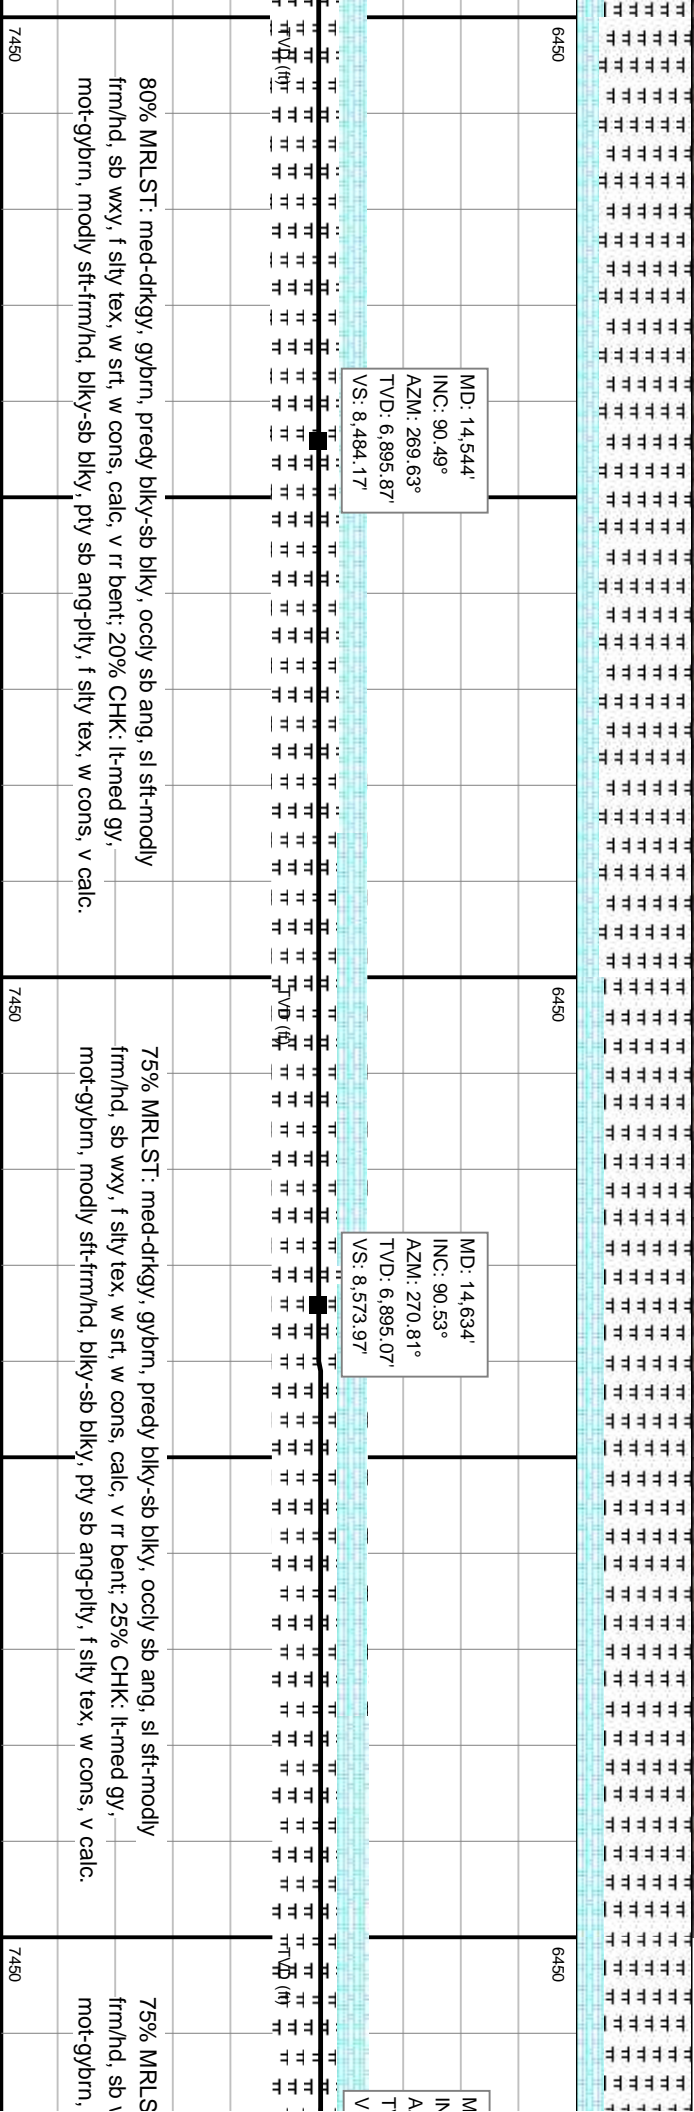 6450
TVD (ft)
7450
MD: 14,544'
INC: 90.49°
AZM: 269.63°
TVD: 6,895.87'
VS: 8,484.17'
80% MRLST: med-drkgy, gybrn, predy blky-sb blky, occly sb ang, sl sft-modly
frm/hd, sb wxy, f slty tex, w srt, w cons, calc, v rr bent; 20% CHK: lt-med gy,
mot-gybrn, modly sft-frm/hd, blky-sb blky, pty sb ang-plty, f slty tex, w cons, v calc.
6450
TVD (ft)
7450
MD: 14,634'
INC: 90.53°
AZM: 270.81°
TVD: 6,895.07'
VS: 8,573.97'
75% MRLST: med-drkgy, gybrn, predy blky-sb blky, occly sb ang, sl sft-modly
frm/hd, sb wxy, f slty tex, w srt, w cons, calc, v rr bent; 25% CHK: lt-med gy,
mot-gybrn, modly sft-frm/hd, blky-sb blky, pty sb ang-plty, f slty tex, w cons, v calc.
6450
TVD (ft)
7450
75% MRLS
frm/hd, sb
mot-gybrn,